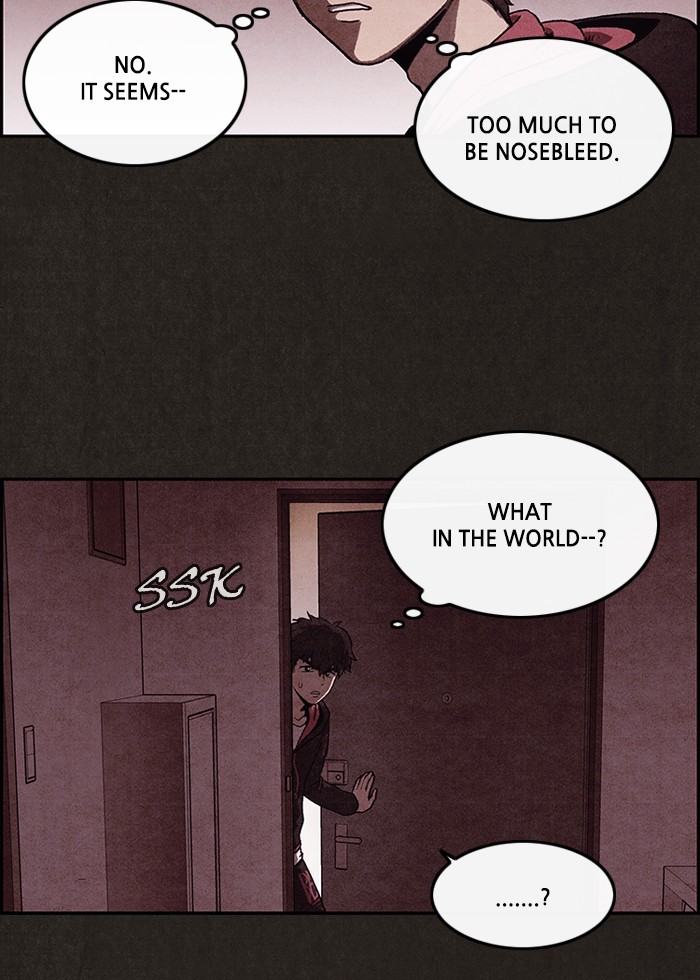 NO.
IT SEEMS--
TOO MUCH TO
BE NOSEBLEED.
WHAT
IN THE WORLD--?
SSK
.......?